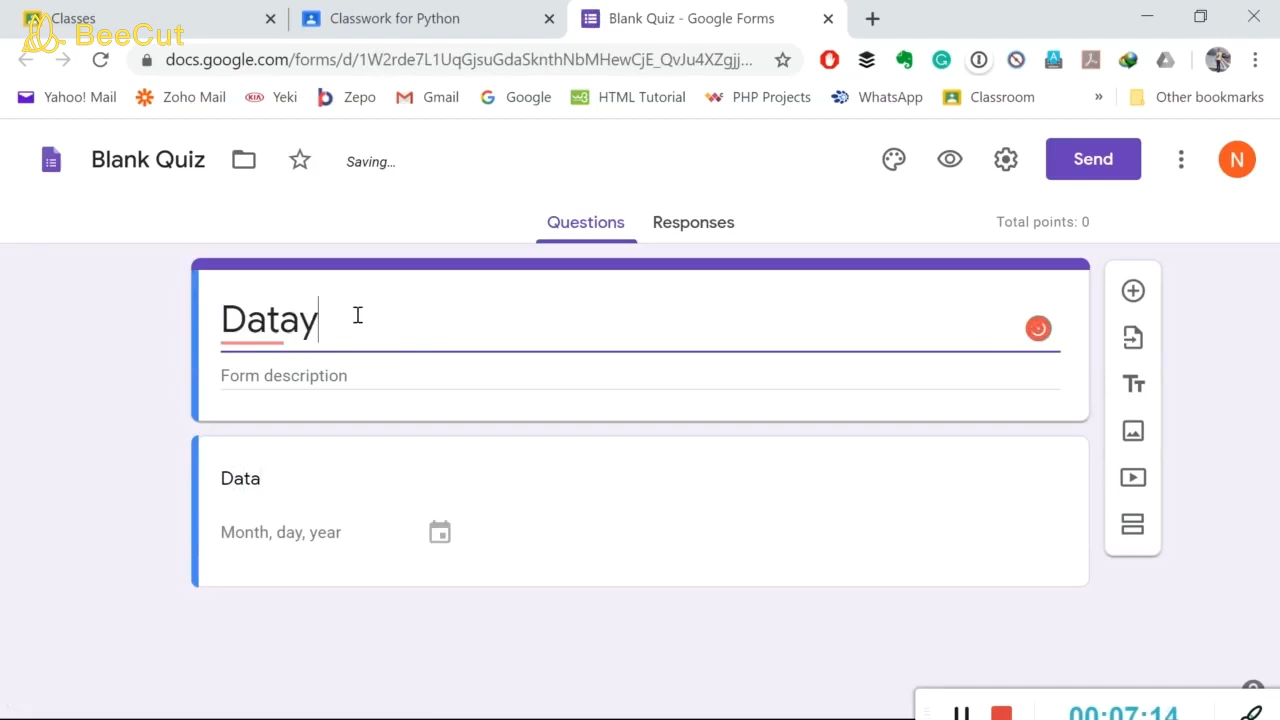 Classes
Classwork for Python
Blank Quiz - Google Forms
BeeCut
docs.google.com/forms/d/1W2rde7L1UqGjsuGdaSknthNbMHewCjE_QvJu4XZgjj...
Yahoo! Mail
Zoho Mail
Yeki
Zepo
Gmail
Google
HTML Tutorial
PHP Projects
WhatsApp
Classroom
»
Other bookmarks
Blank Quiz
Saving...
Send
N
Questions
Responses
Total points: 0
Datay
Form description
Data
Month, day, year
00:07:14